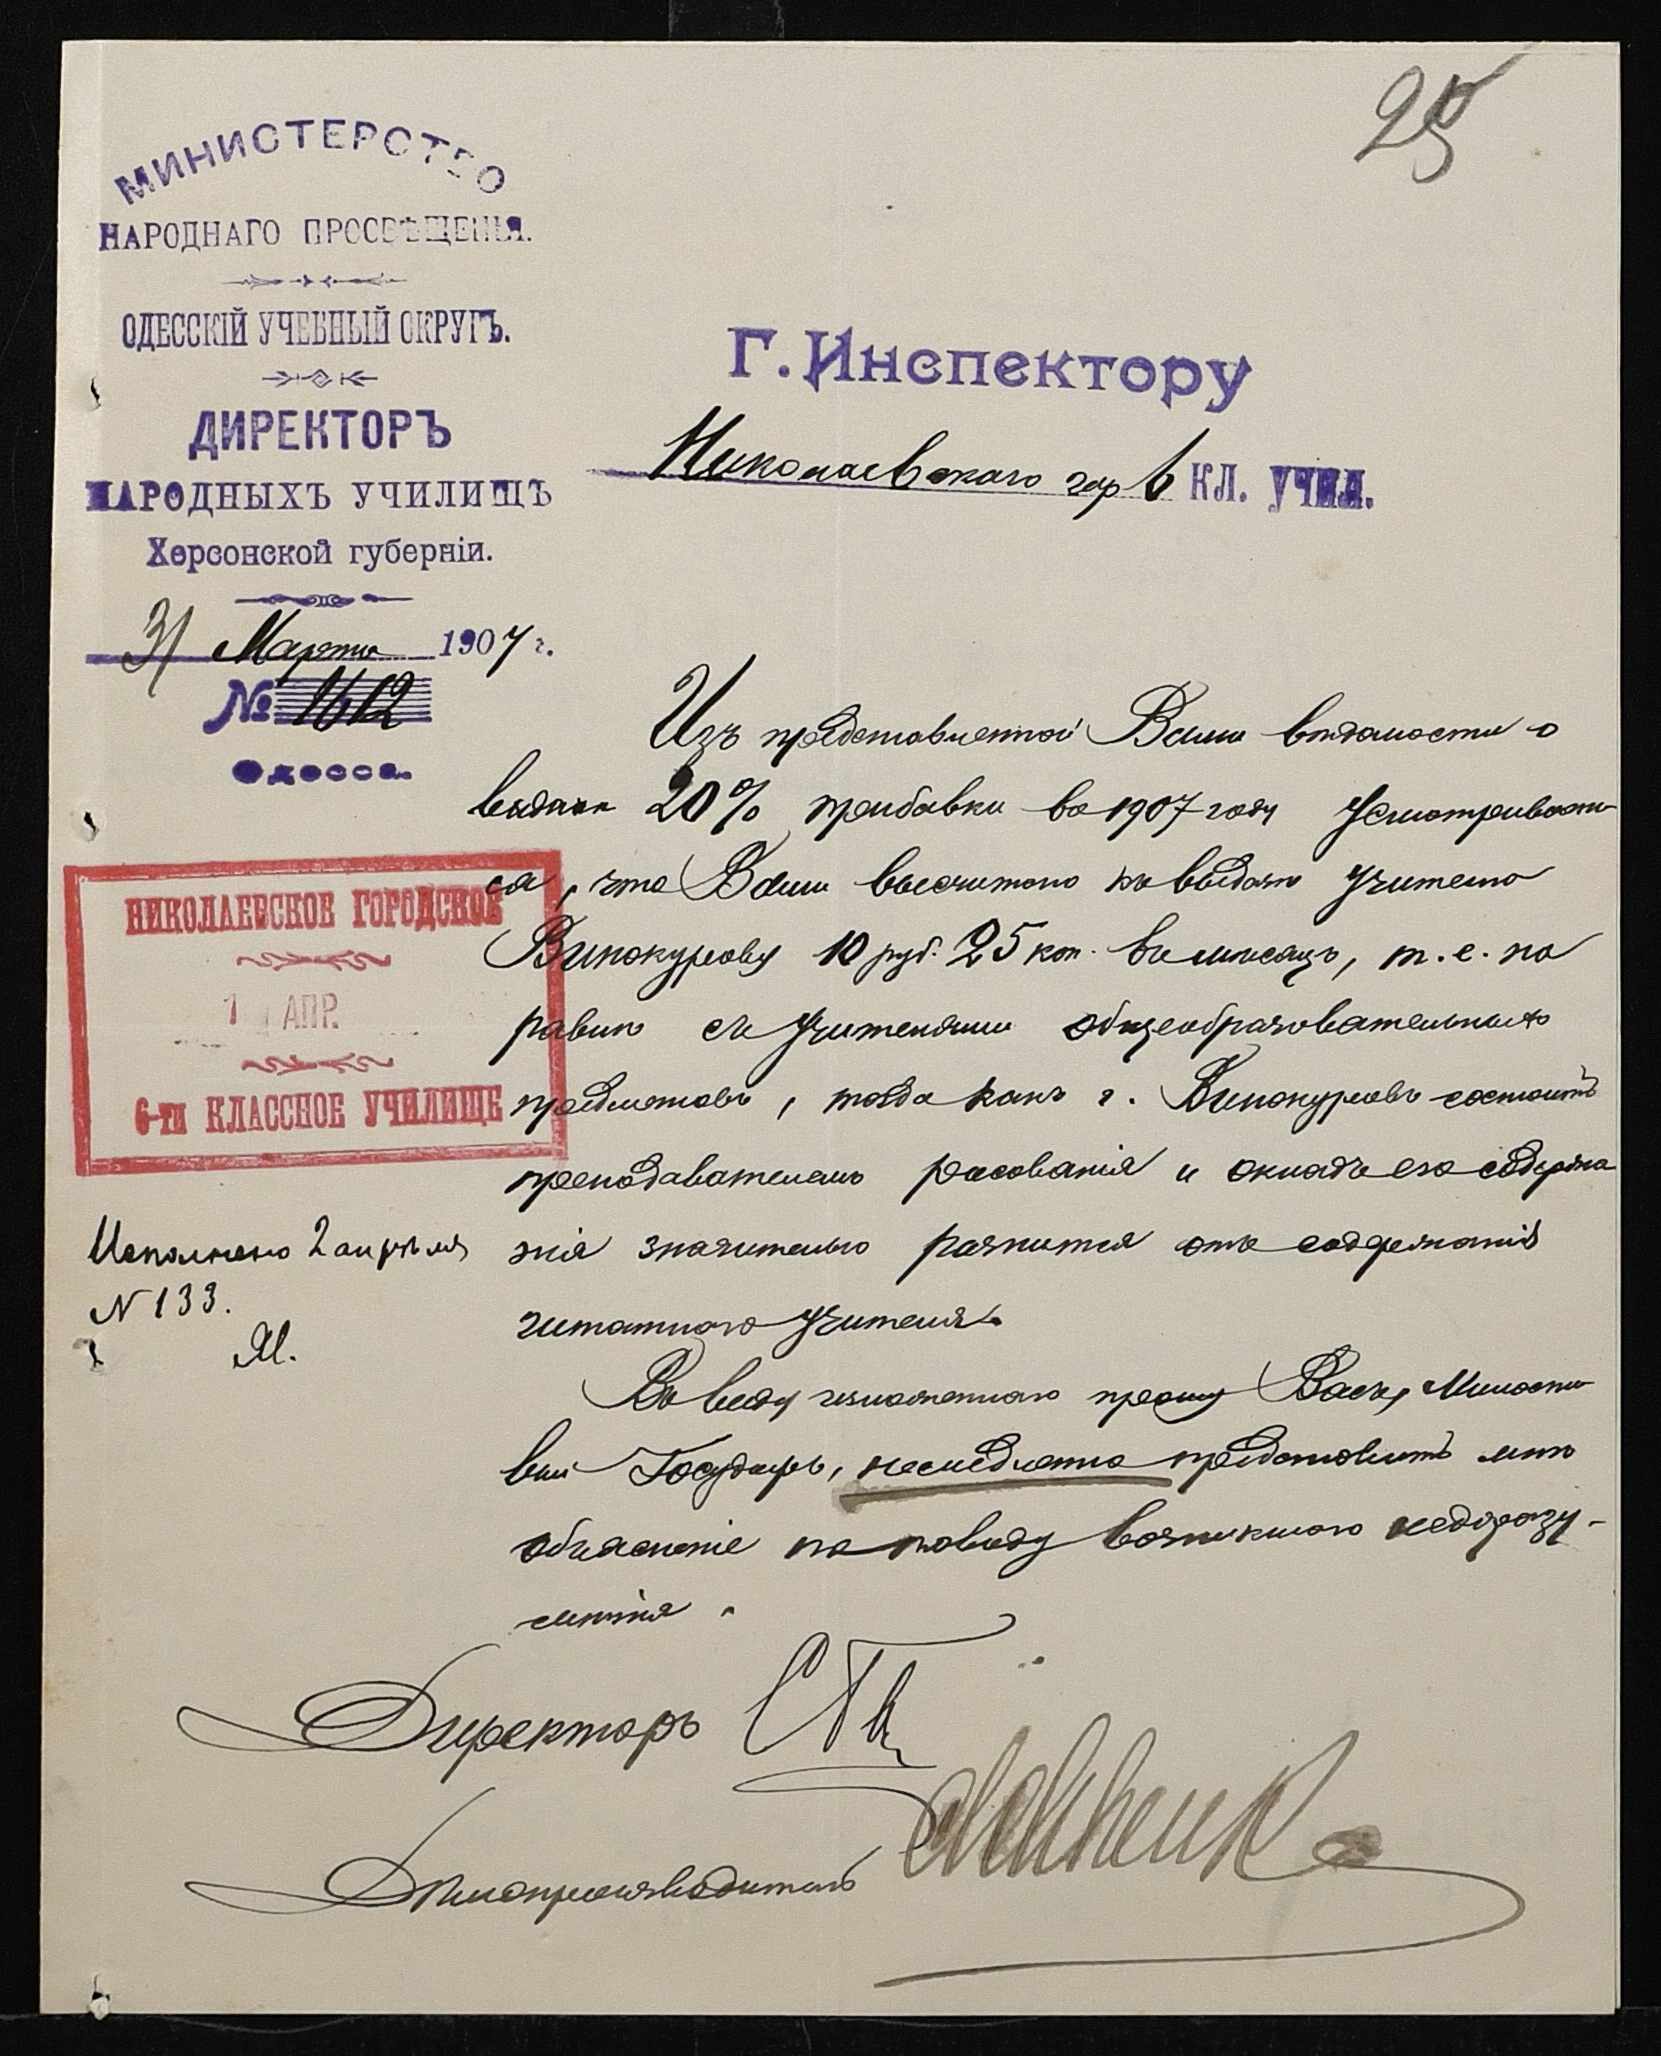 25
МИНИСТЕРСТВО
НАРОДНАГО ПРОСВѢЩЕНІЯ.
ОДЕССКІЙ УЧЕБНЫЙ ОКРУГЪ.
ДИРЕКТОРЪ
НАРОДНЫХЪ УЧИЛИЩЪ
Херсонской губерніи.
31 Марта 1907 г.
№ 1612
Одесса.
Г. Инспектору
Николаевскаго гор 6 КЛ. УЧИЛ.
Изъ представленной Вами вѣдомости о
выдачѣ 20% прибавки въ 1907 году усматривает
ся, что Вами высчитано къ выдачѣ учителю
Винокурову 10 руб. 25 коп. въ мѣсяцъ, т. е. на
равнѣ съ учителями общеобразовательныхъ
предметовъ, тогда какъ г. Винокуровъ состоитъ
преподавателемъ рисованія и окладъ его содержа
нія значительно разнится отъ содержанія
штатнаго учителя.
Въ виду изложеннаго прошу Васъ, Милости
вый Государь, немедленно представить мнѣ
объясненіе по поводу возникшаго недоразу-
мѣнія.
НИКОЛАЕВСКОЕ ГОРОДСКОЕ
1 АПР.
6-ти КЛАССНОЕ УЧИЛИЩЕ
Исполнено 2 апрѣля
N 133.
Директоръ
Дѣлопроизводитель